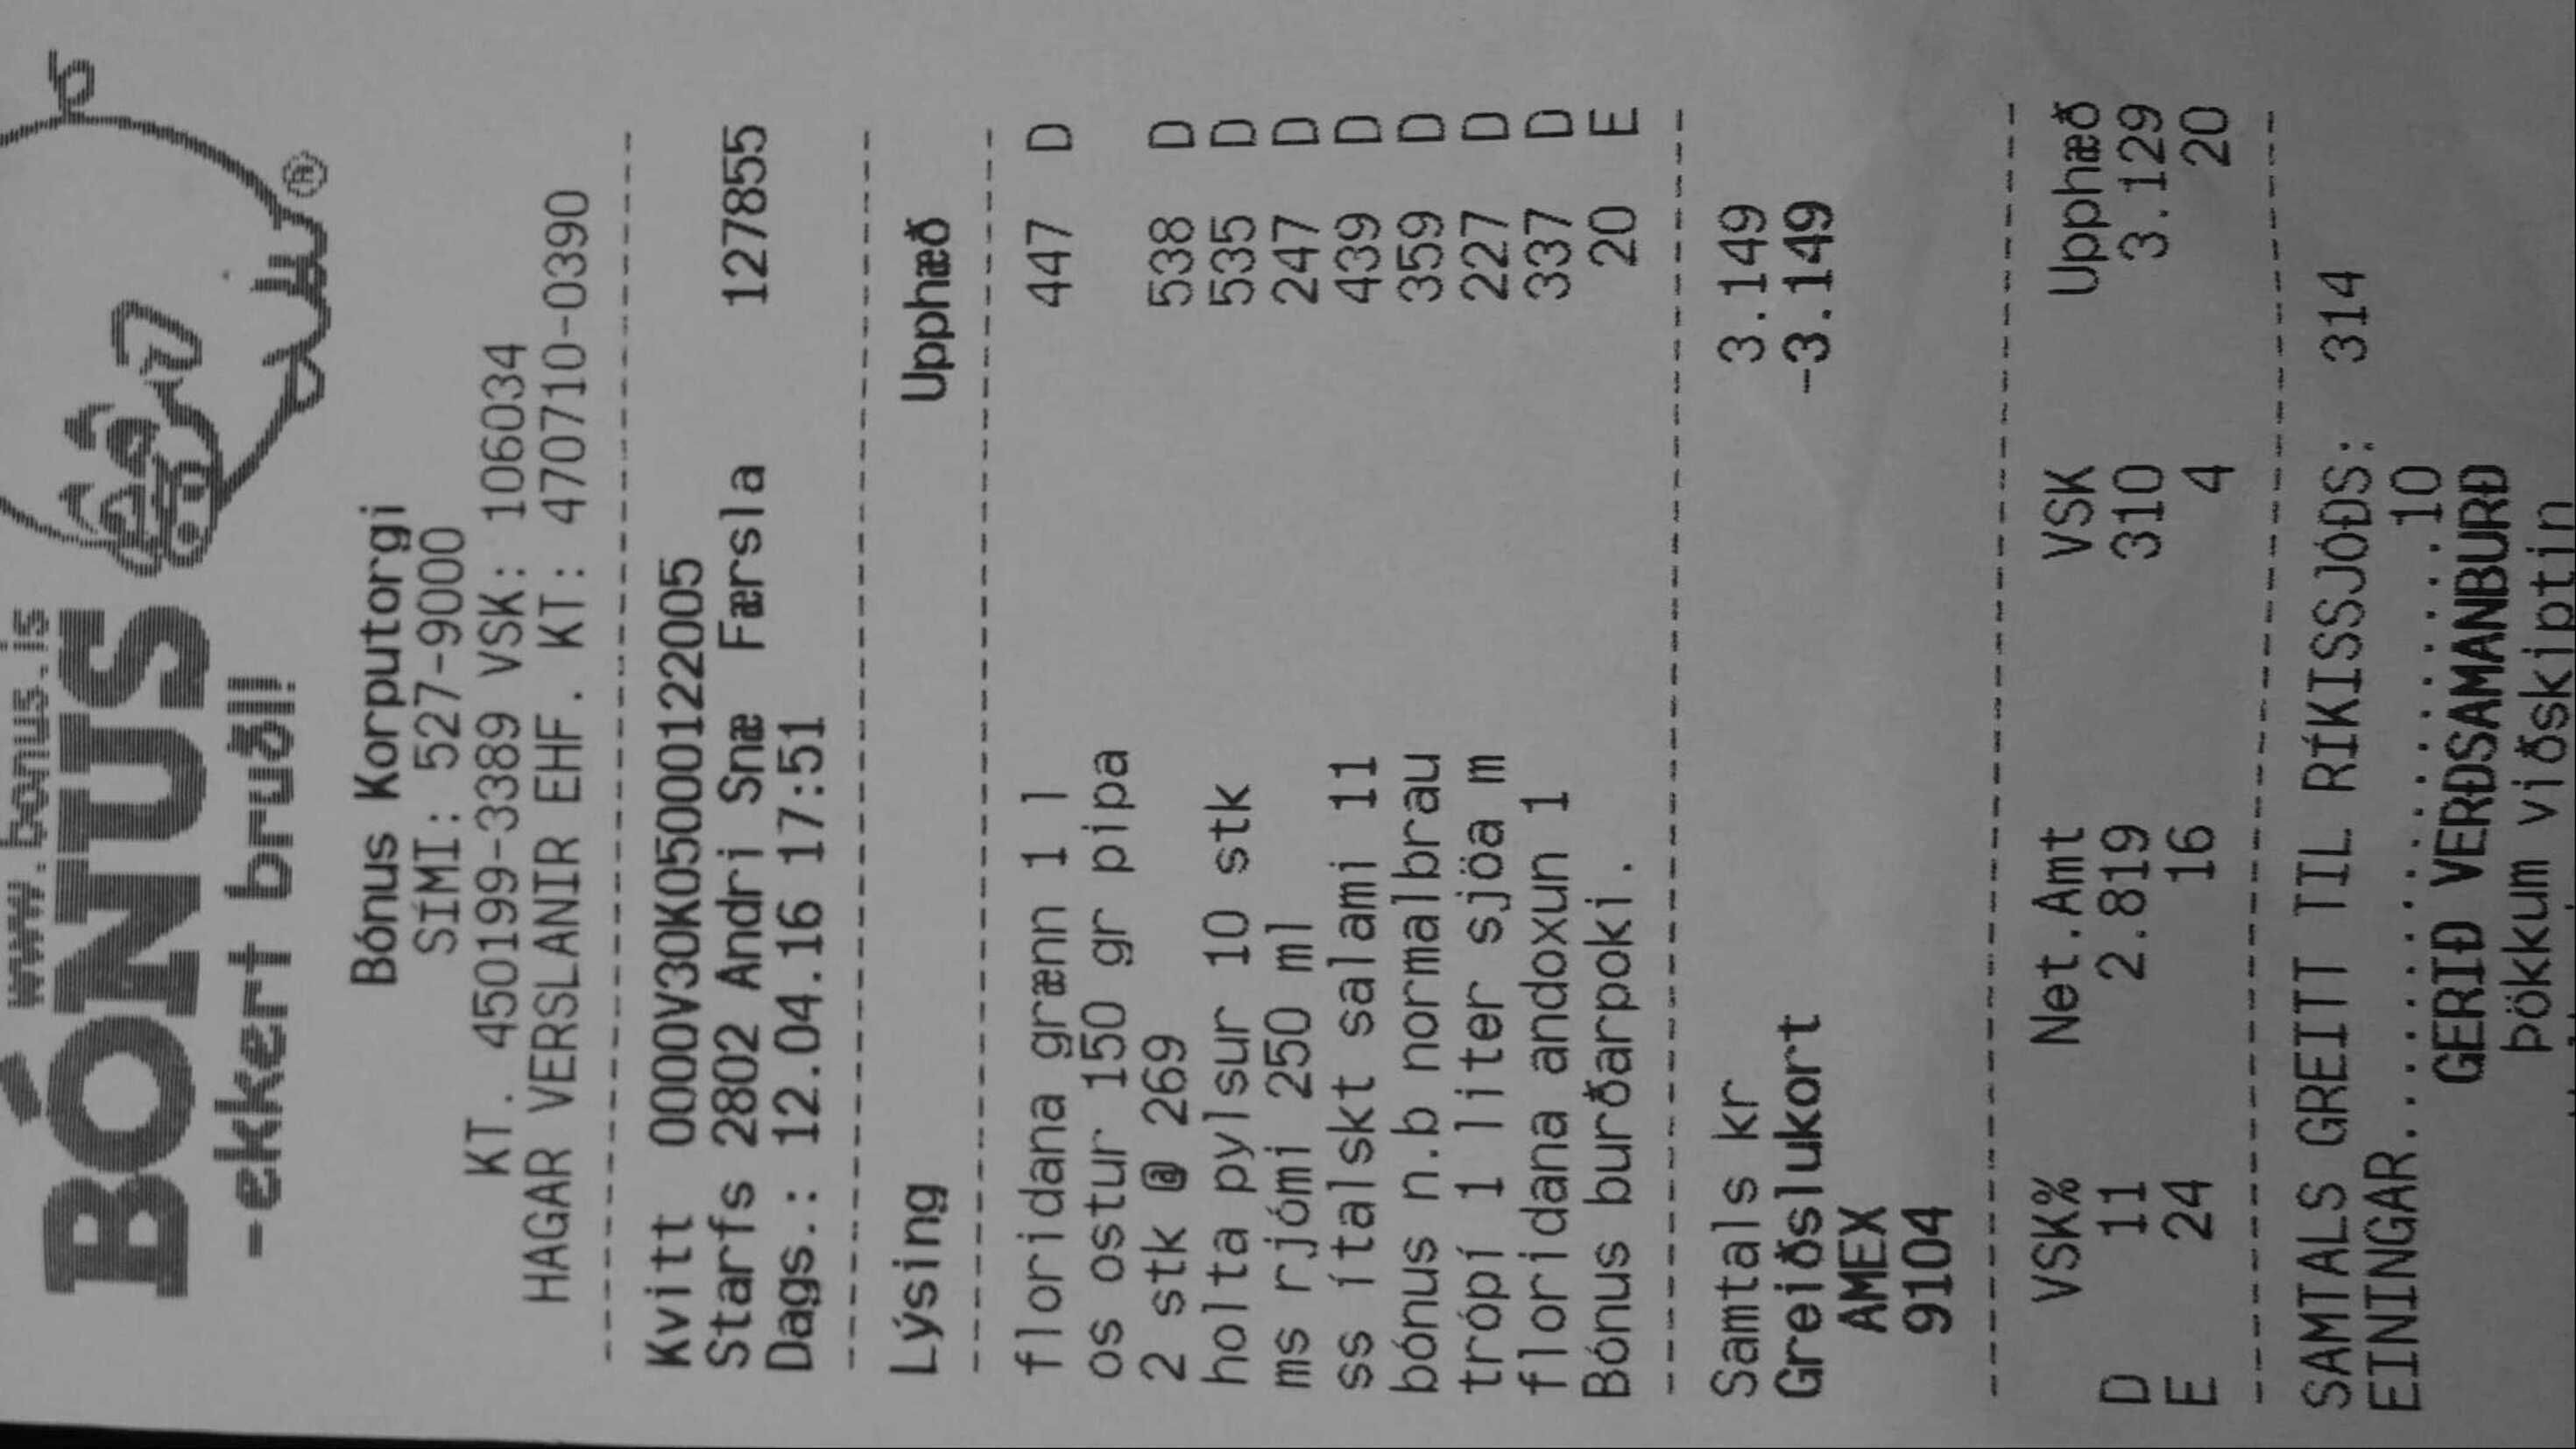 www.bonus.is
BÓNUS
-ekkert bruðl!
Bónus Korputorgi
SÍMI: 527-9000
KT. 450199-3389 VSK: 106034
HAGAR VERSLANIR EHF. KT: 470710-0390
Kvitt 0000V30K05000122005
Starfs 2802 Andri Snæ Færsla 127855
Dags.: 12.04.16 17:51
Lýsing Upphæð
floridana grænn 1 l 447 D
os ostur 150 gr pipa
2 stk @ 269 538 D
holta pylsur 10 stk 535 D
ms rjómi 250 ml 247 D
ss ítalskt salami 11 439 D
bónus n.b normalbrau 359 D
trópí 1 liter sjöa m 227 D
floridana andoxun 1 337 D
Bónus burðarpoki. 20 E
Samtals kr 3.149
Greiðslukort -3.149
AMEX
9104
VSK% Net.Amt VSK Upphæð
D 11 2.819 310 3.129
E 24 16 4 20
SAMTALS GREITT TIL RÍKISSJÓÐS: 314
EININGAR.......................10
GERIÐ VERÐSAMANBURÐ
Þökkum viðskiptin